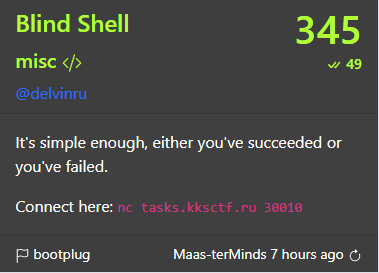 Blind Shell
345
misc </>
49
@delvinru
It's simple enough, either you've succeeded or
you've failed.
Connect here: nc tasks.kksctf.ru 30010
bootplug
Maas-terMinds 7 hours ago